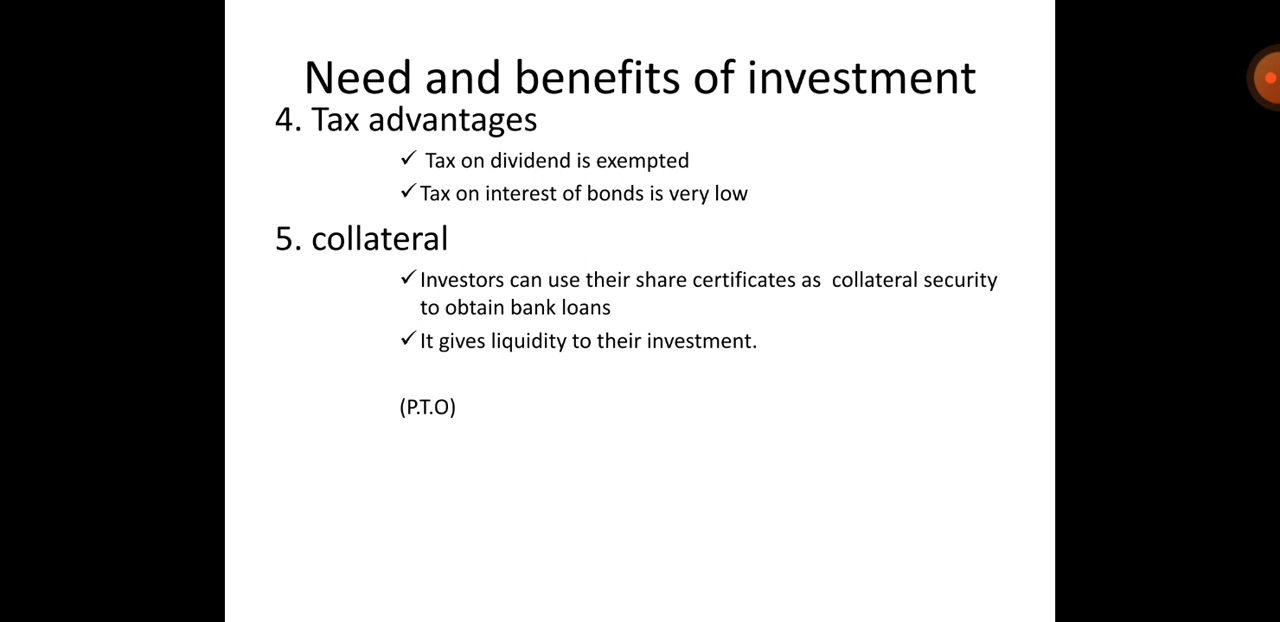 Need and benefits of investment
4. Tax advantages
✓ Tax on dividend is exempted
✓ Tax on interest of bonds is very low
5. collateral
✓ Investors can use their share certificates as collateral security
to obtain bank loans
✓ It gives liquidity to their investment.
(P.T.O)